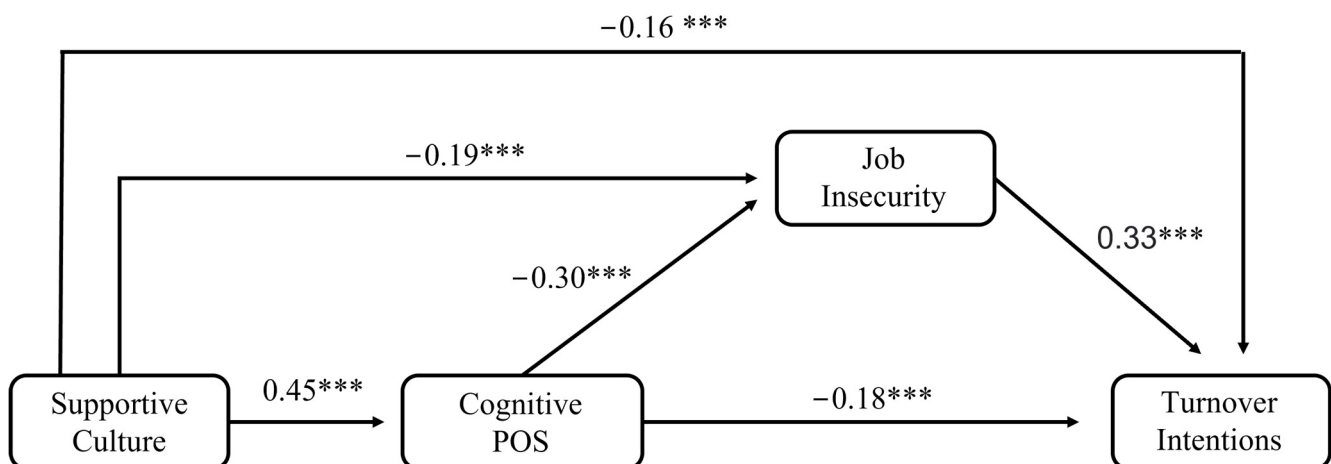 −0.16 ***
−0.19***
Job
Insecurity
0.33***
−0.30***
Supportive
Culture
0.45***
Cognitive
POS
−0.18***
Turnover
Intentions